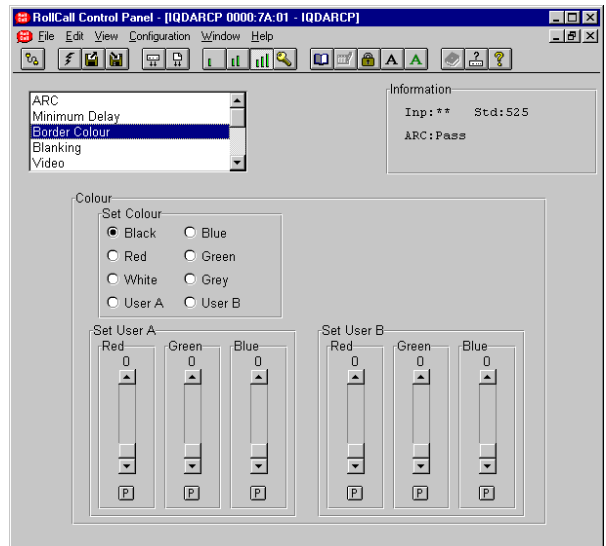 RollCall Control Panel - [IQDARCP 0000:7A:01 - IQDARCP]
File Edit View Configuration Window Help
A A A
ARC
Minimum Delay
Border Colour
Blanking
Video
Information
Inp:** Std:525
ARC:Pass
Colour
Set Colour
Black Blue
Red Green
White Grey
User A User B
Set User A
Red Green Blue
0 0 0
P P P
Set User B
Red Green Blue
0 0 0
P P P